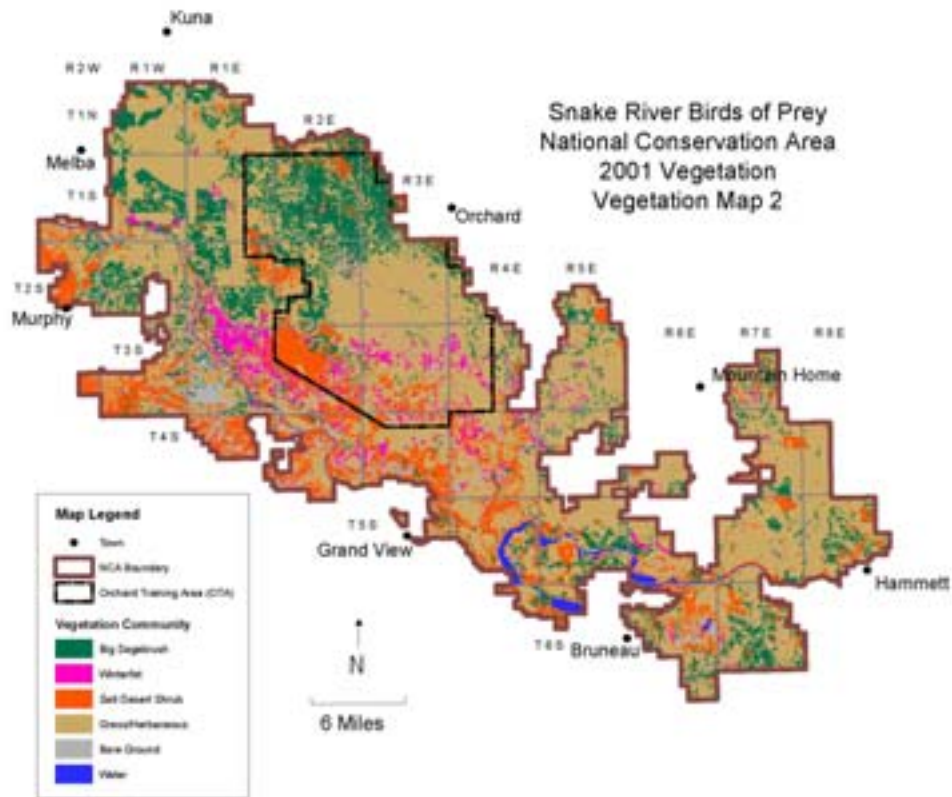 Kuna
R2W R1W R1E
T1N
R2E
Snake River Birds of Prey
National Conservation Area
2001 Vegetation
Vegetation Map 2
Melba
T1S
R3E
Orchard
R4E
R5E
T2S
Murphy
R6E R7E R8E
T3S
Mountain Home
T4S
T5S
Grand View
Hammett
T6S
Bruneau
N
6 Miles
Map Legend
Town
NCA Boundary
Orchard Training Area (OTA)
Vegetation Community
Big Sagebrush
Winterfat
Salt Desert Shrub
Grass/Herbaceous
Bare Ground
Water